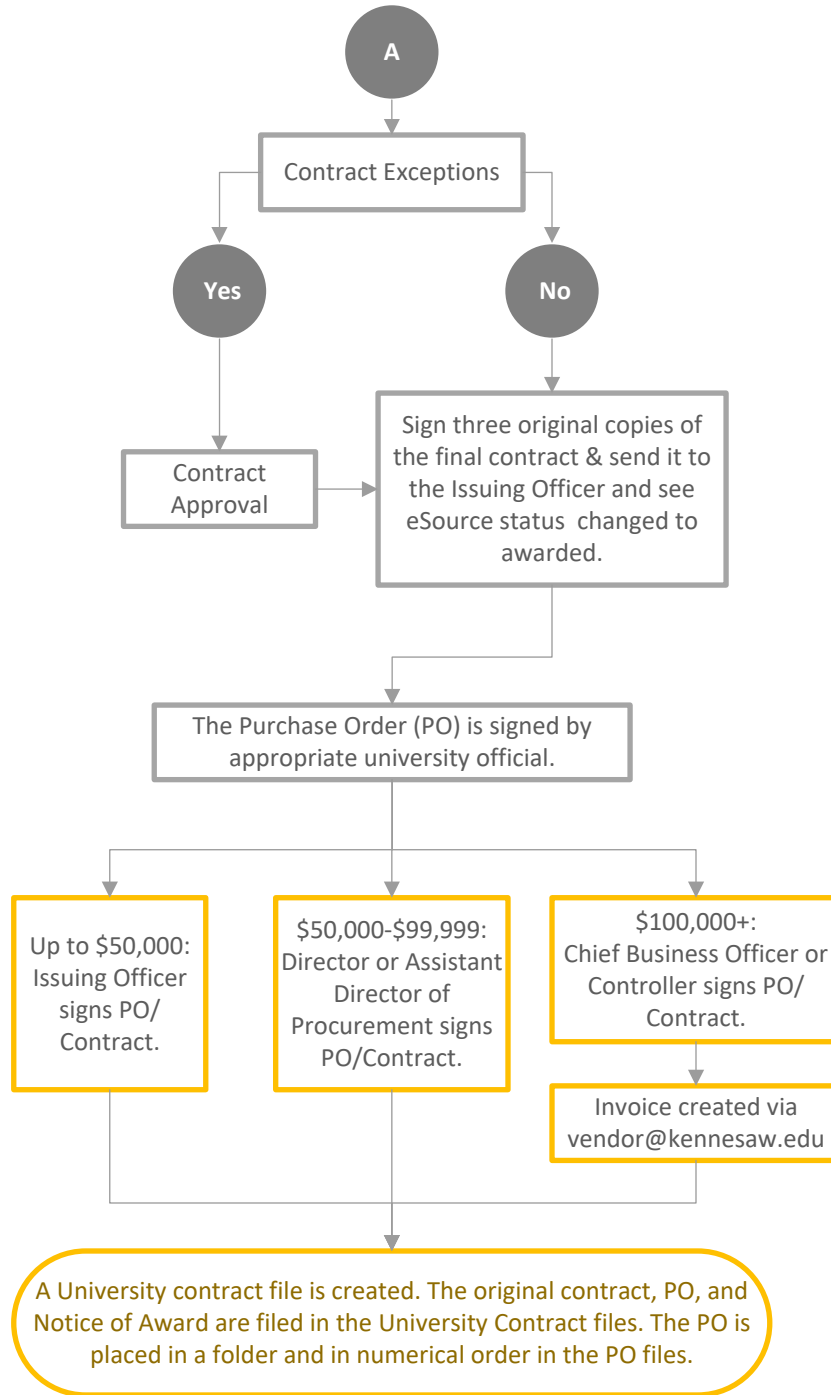 A
Contract Exceptions
Yes
No
Contract
Approval
Sign three original copies of
the final contract & send it to
the Issuing Officer and see
eSource status changed to
awarded.
The Purchase Order (PO) is signed by
appropriate university official.
Up to $50,000:
Issuing Officer
signs PO/
Contract.
$50,000-$99,999:
Director or Assistant
Director of
Procurement signs
PO/Contract.
$100,000+:
Chief Business Officer or
Controller signs PO/
Contract.
Invoice created via
vendor@kennesaw.edu
A University contract file is created. The original contract, PO, and
Notice of Award are filed in the University Contract files. The PO is
placed in a folder and in numerical order in the PO files.